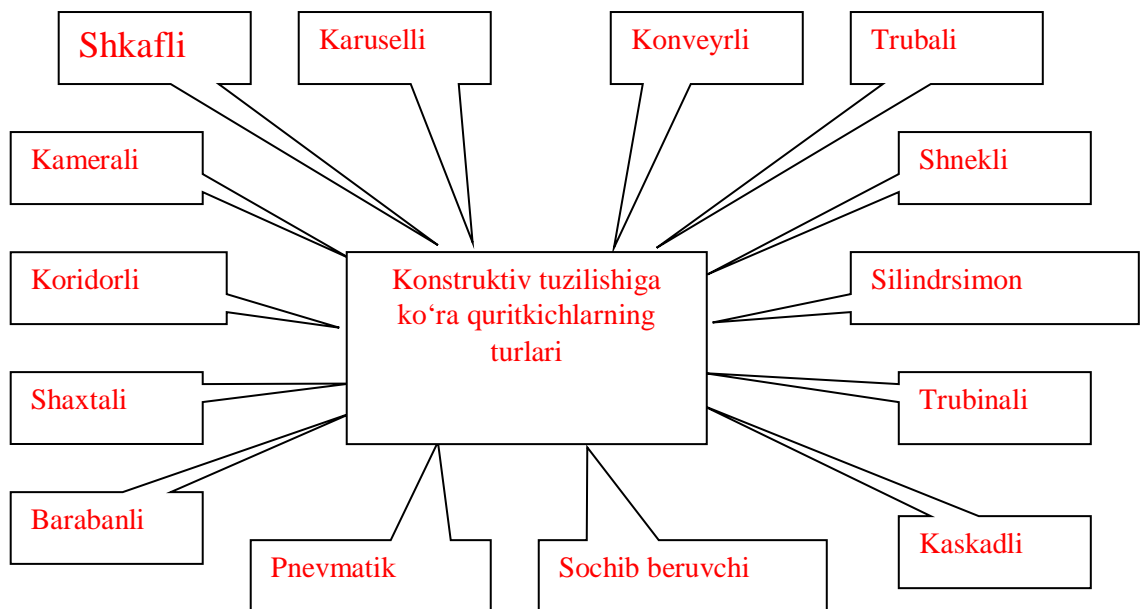 Shkafli
Karuselli
Konveyrli
Trubali
Kamerali
Shnekli
Koridorli
Konstruktiv tuzilishiga
ko‘ra quritkichlarning
turlari
Silindrsimon
Shaxtali
Trubinali
Barabanli
Pnevmatik
Sochib beruvchi
Kaskadli